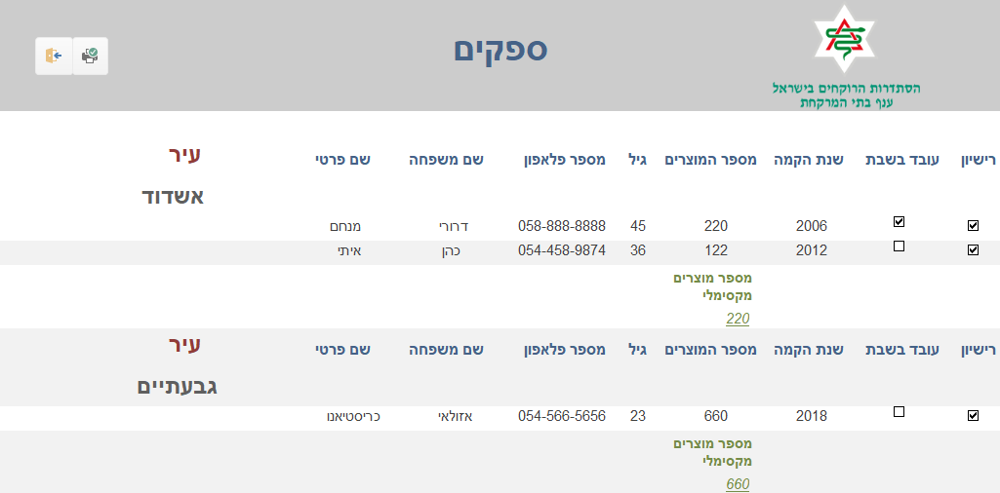 ספקים
הסתדרות הרוקחים בישראל
ענף בתי המרקחת
רישיון עובד בשבת שנת הקמה מספר המוצרים גיל מספר פלאפון שם משפחה שם פרטי עיר
אשדוד
2006 220 45 058-888-8888 דרורי מנחם
2012 122 36 054-458-9874 כהן איתי
מספר מוצרים
מקסימלי
220
רישיון עובד בשבת שנת הקמה מספר המוצרים גיל מספר פלאפון שם משפחה שם פרטי עיר
גבעתיים
2018 660 23 054-566-5656 אזולאי כריסטיאנו
מספר מוצרים
מקסימלי
660